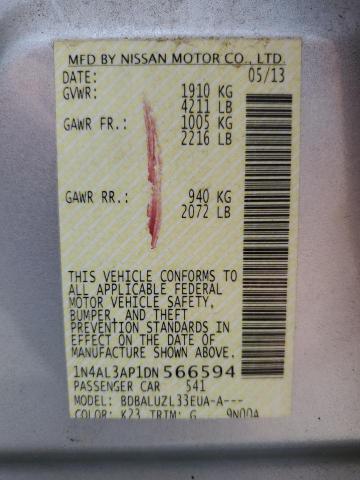 MFD BY NISSAN MOTOR CO., LTD.
DATE: 05/13
GVWR: 1910 KG
4211 LB
GAWR FR.: 1005 KG
2216 LB
GAWR RR.: 940 KG
2072 LB
THIS VEHICLE CONFORMS TO
ALL APPLICABLE FEDERAL
MOTOR VEHICLE SAFETY,
BUMPER, AND THEFT
PREVENTION STANDARDS IN
EFFECT ON THE DATE OF
MANUFACTURE SHOWN ABOVE.
1N4AL3AP1DN 566594
PASSENGER CAR 541
MODEL: BDBALUZL33EUA-A---
COLOR: K23 TRIM: G 9N00A